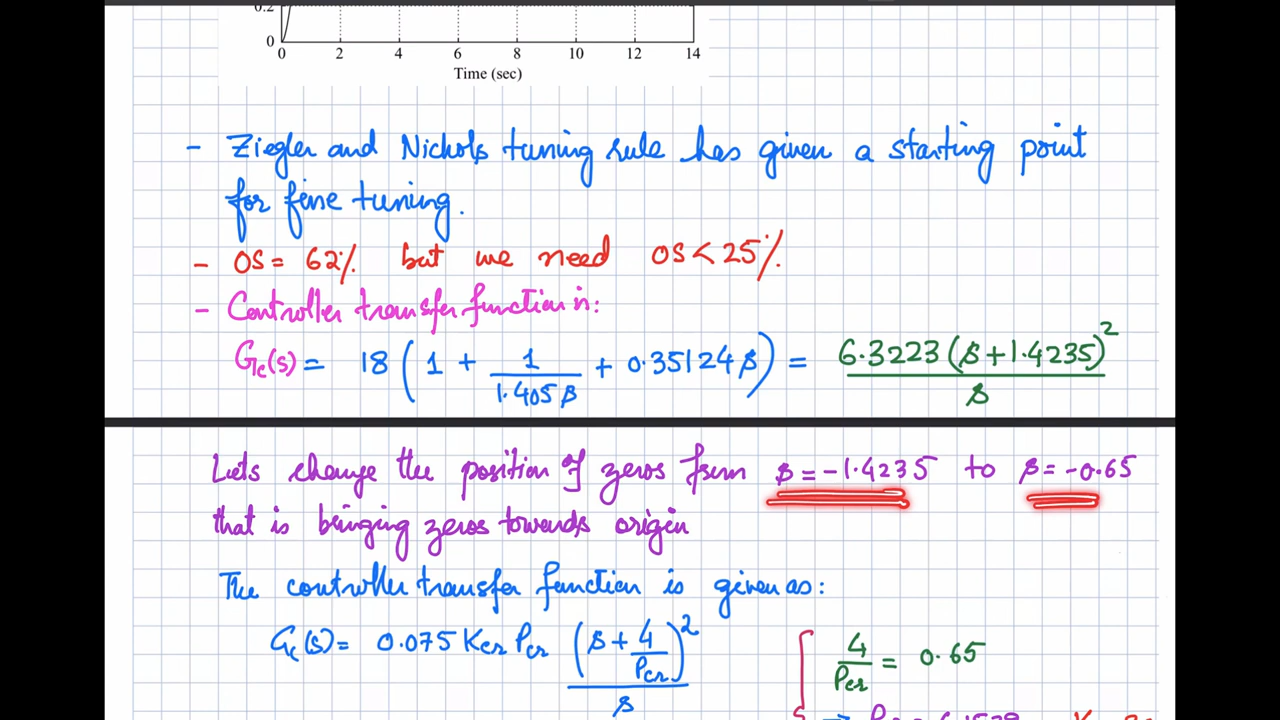 0.2
0
0 2 4 6 8 10 12 14
Time (sec)
- Ziegler and Nichols tuning rule has given a starting point
for fine tuning.
- OS = 62% but we need OS < 25%.
- Controller transfer function is:
Gc(s) = 18 (1 + 1/1.405s + 0.35124s) = 6.3223 (s+1.4235)²/s
Lets change the position of zeros from s = -1.4235 to s = -0.65
that is bringing zeros towards origin
The controller transfer function is given as:
Gc(s) = 0.075 Kcr Pcr (s + 4/Pcr)²/s
4/Pcr = 0.65